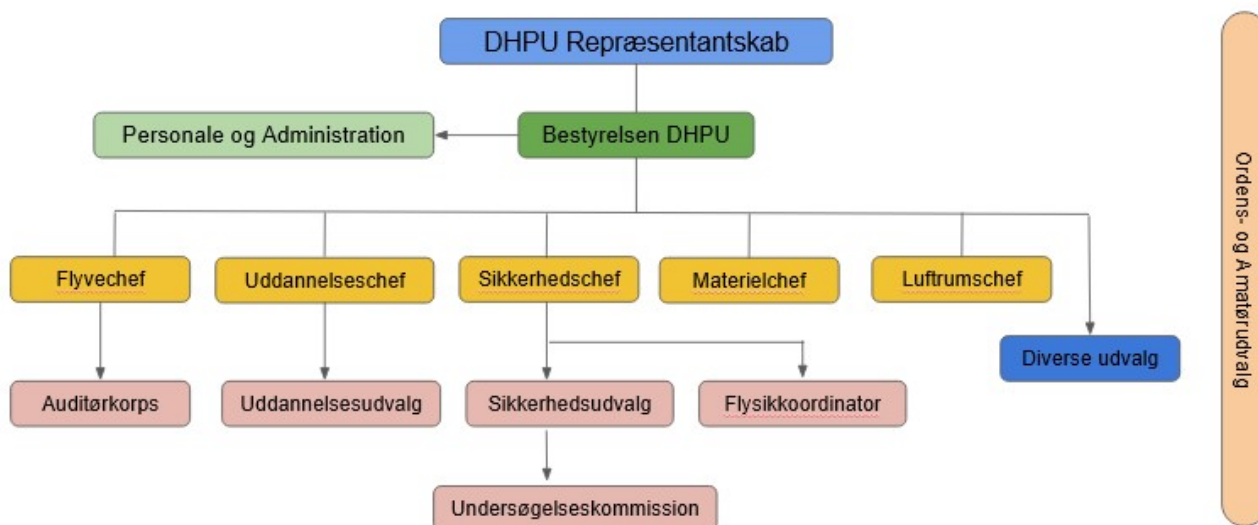 DHPU Repræsentantskab
Personale og Administration
Bestyrelsen DHPU
Flyvechef
Uddannelseschef
Sikkerhedschef
Materielchef
Luftrumschef
Diverse udvalg
Auditørkorps
Uddannelsesudvalg
Sikkerhedsudvalg
Flysikkoordinator
Undersøgelseskommission
Ordens- og Amatørudvalg